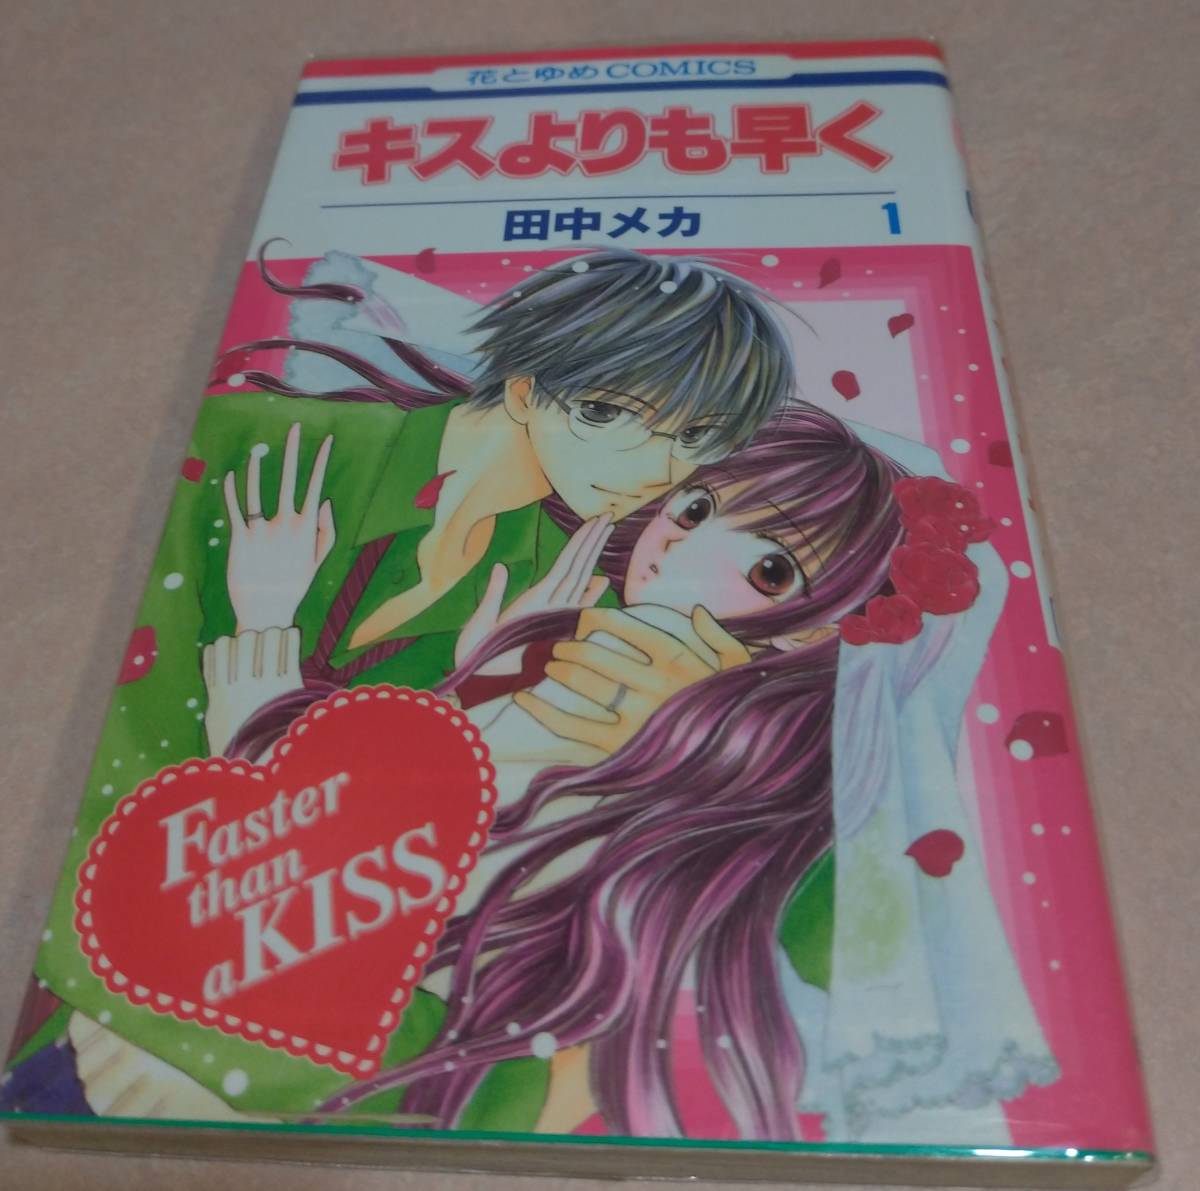 花とゆめCOMICS
キスよりも早く
田中メカ 1
Faster
than
a KISS